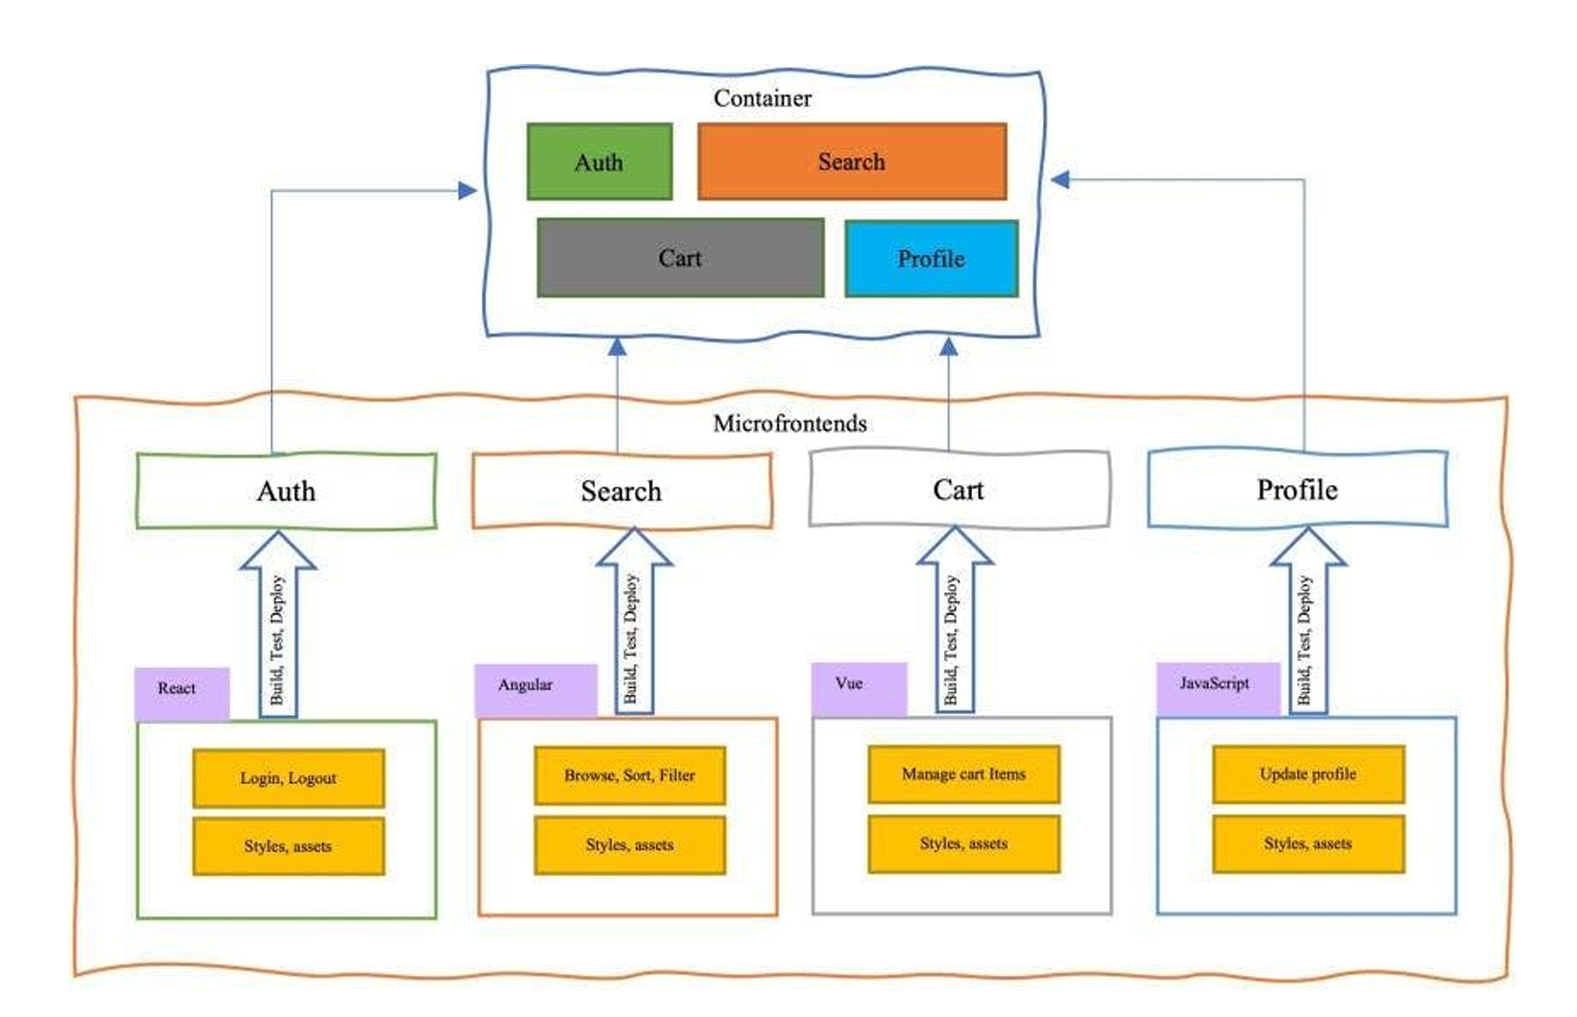 Container
Auth
Search
Cart
Profile
Microfrontends
Auth
Search
Cart
Profile
Build, Test, Deploy
Build, Test, Deploy
Build, Test, Deploy
Build, Test, Deploy
React
Angular
Vue
JavaScript
Login, Logout
Browse, Sort, Filter
Manage cart Items
Update profile
Styles, assets
Styles, assets
Styles, assets
Styles, assets